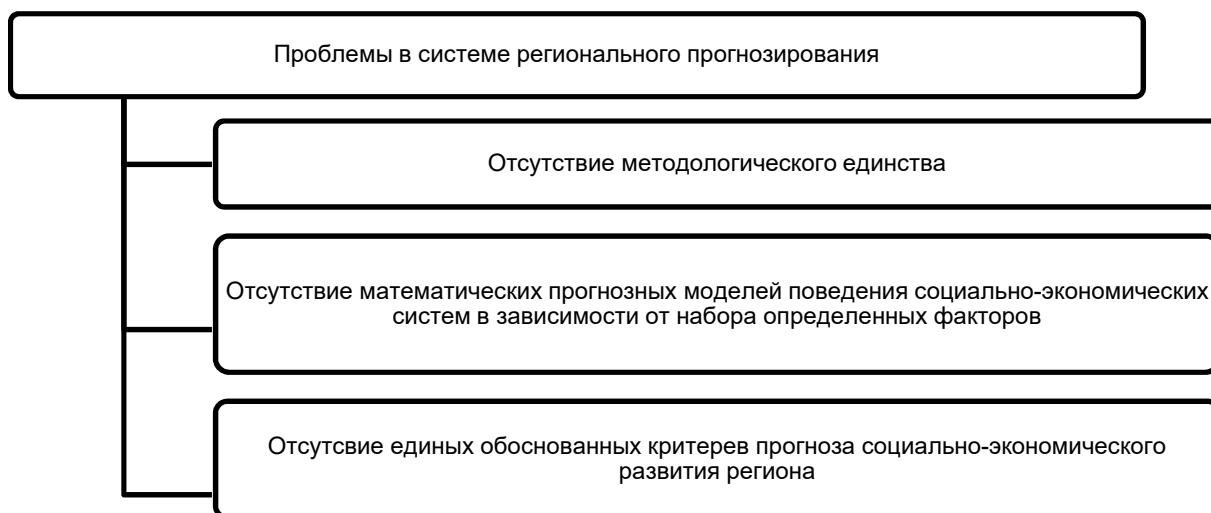 Проблемы в системе регионального прогнозирования
Отсутствие методологического единства
Отсутствие математических прогнозных моделей поведения социально-экономических
систем в зависимости от набора определенных факторов
Отсутсвие единых обоснованных критерев прогноза социально-экономического
развития региона